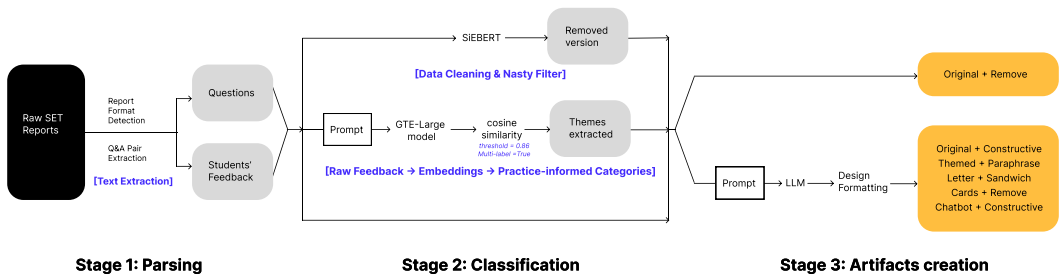 Raw SET
Reports
Report
Format
Detection
Q&A Pair
Extraction
[Text Extraction]
Questions
Students'
Feedback
Stage 1: Parsing
SiEBERT
Removed
version
[Data Cleaning & Nasty Filter]
Prompt
GTE-Large
model
cosine
similarity
threshold = 0.86
Multi-label =True
Themes
extracted
[Raw Feedback → Embeddings → Practice-informed Categories]
Stage 2: Classification
Original + Remove
Prompt
LLM
Design
Formatting
Original + Constructive
Themed + Paraphrase
Letter + Sandwich
Cards + Remove
Chatbot + Constructive
Stage 3: Artifacts creation